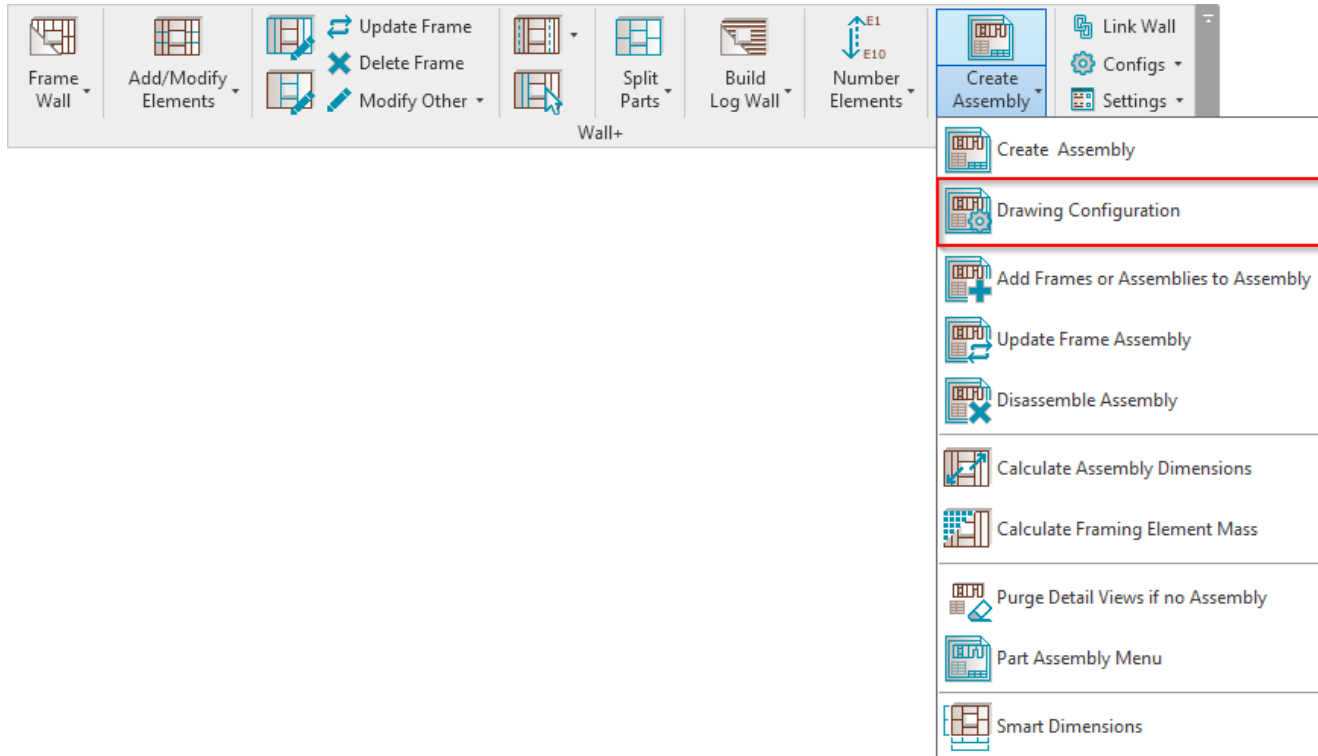 Frame
Wall
Add/Modify
Elements
Update Frame
Delete Frame
Modify Other
Split
Parts
Build
Log Wall
E1
E10
Number
Elements
Create
Assembly
Link Wall
Configs
Settings
Wall+
Create Assembly
Drawing Configuration
Add Frames or Assemblies to Assembly
Update Frame Assembly
Disassemble Assembly
Calculate Assembly Dimensions
Calculate Framing Element Mass
Purge Detail Views if no Assembly
Part Assembly Menu
Smart Dimensions